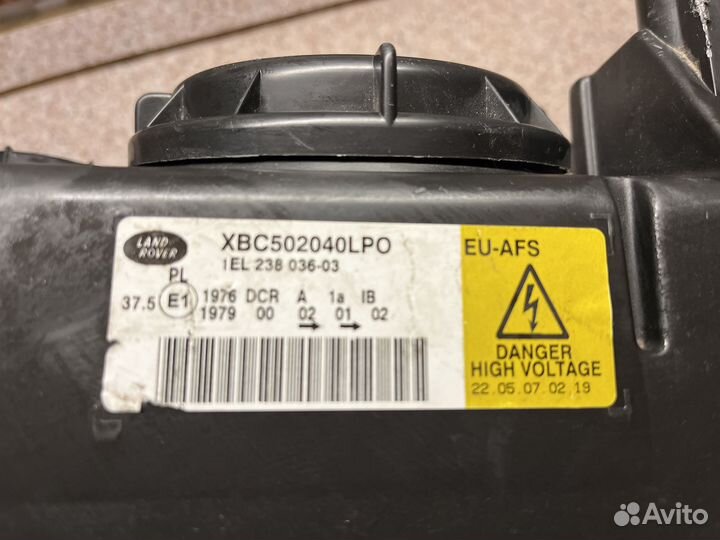 LAND
ROVER
XBC502040LPO
1EL 238 036-03
PL
37.5 E1 1976 DCR A 1a IB
1979 00 02 01 02
EU-AFS
DANGER
HIGH VOLTAGE
22.05.07.02.19
Avito